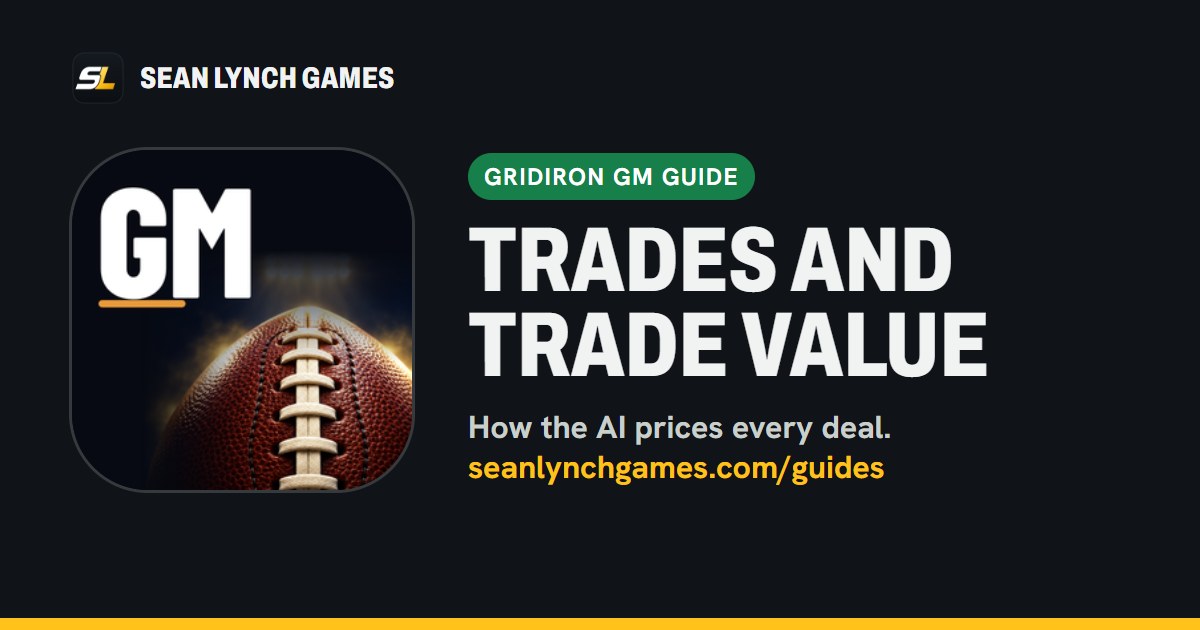 SL SEAN LYNCH GAMES
GM
GRIDIRON GM GUIDE
TRADES AND
TRADE VALUE
How the AI prices every deal.
seanlynchgames.com/guides